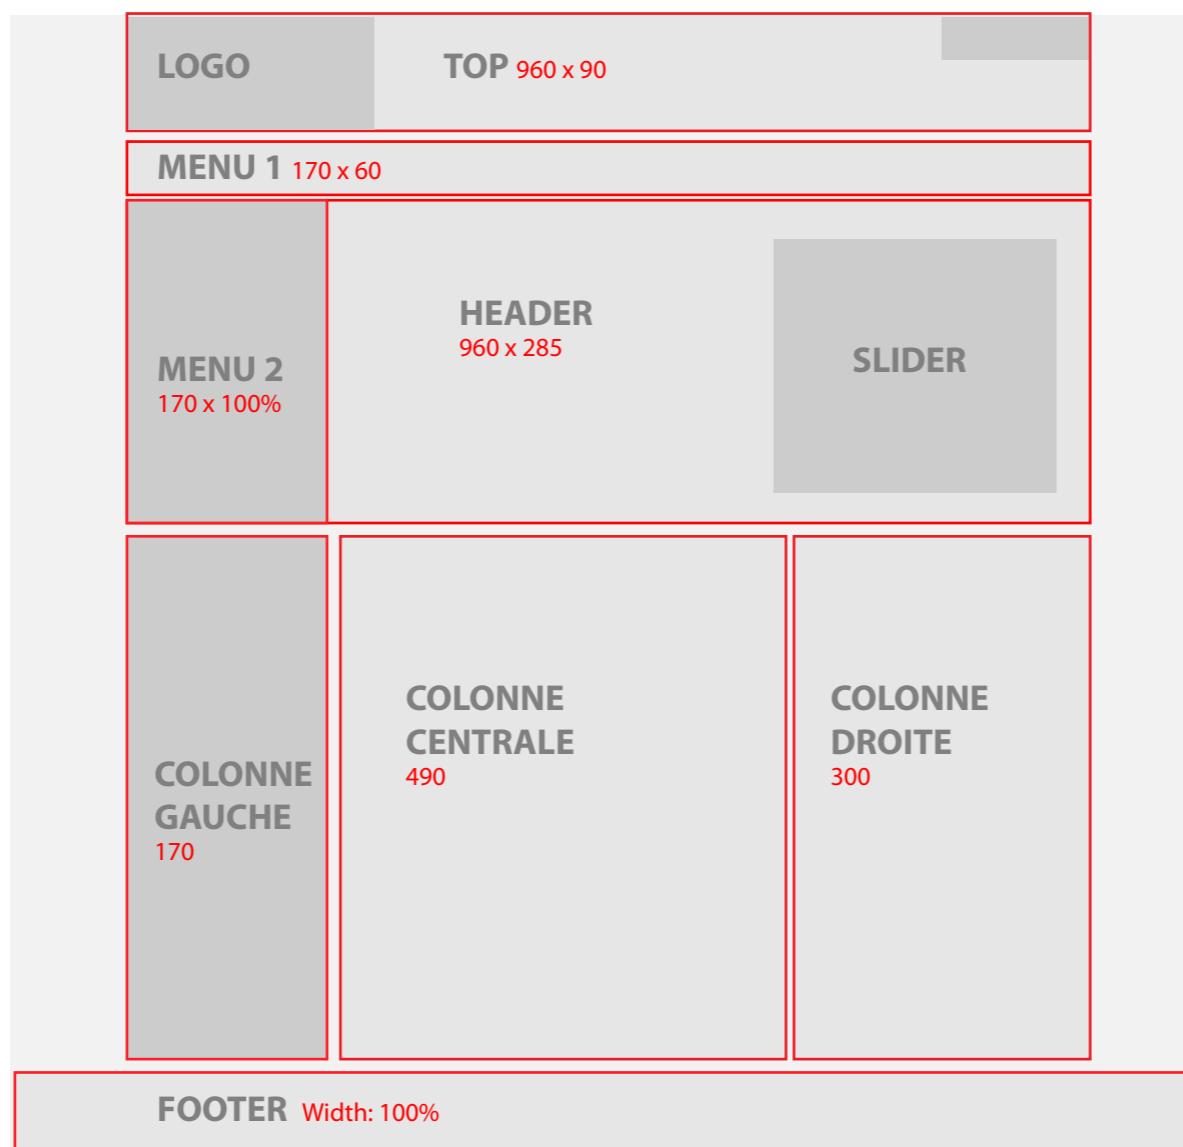 LOGO
TOP 960 x 90
MENU 1 170 x 60
HEADER
960 x 285
SLIDER
MENU 2
170 x 100%
COLONNE
CENTRALE
490
COLONNE
DROITE
300
COLONNE
GAUCHE
170
FOOTER Width: 100%